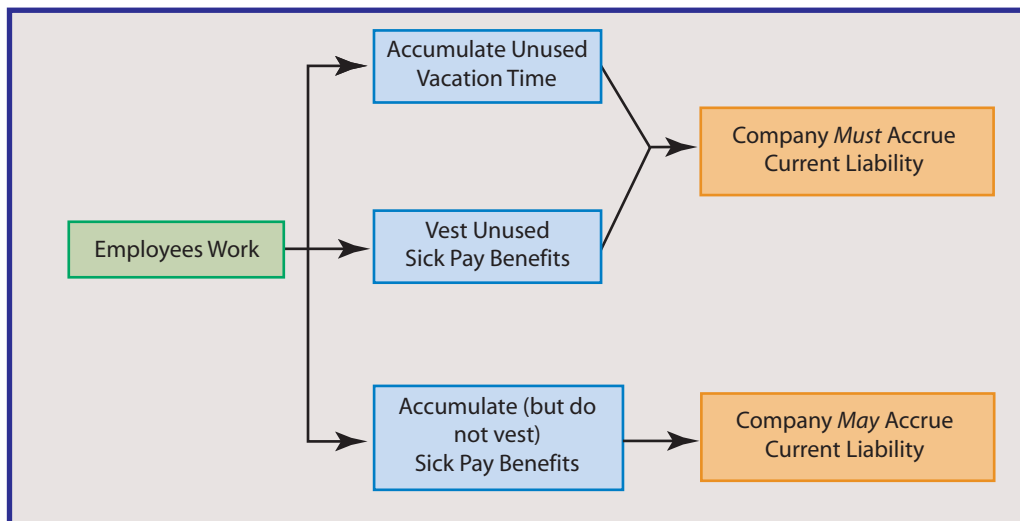 Accumulate Unused
Vacation Time
Company Must Accrue
Current Liability
Employees Work
Vest Unused
Sick Pay Benefits
Accumulate (but do
not vest)
Sick Pay Benefits
Company May Accrue
Current Liability